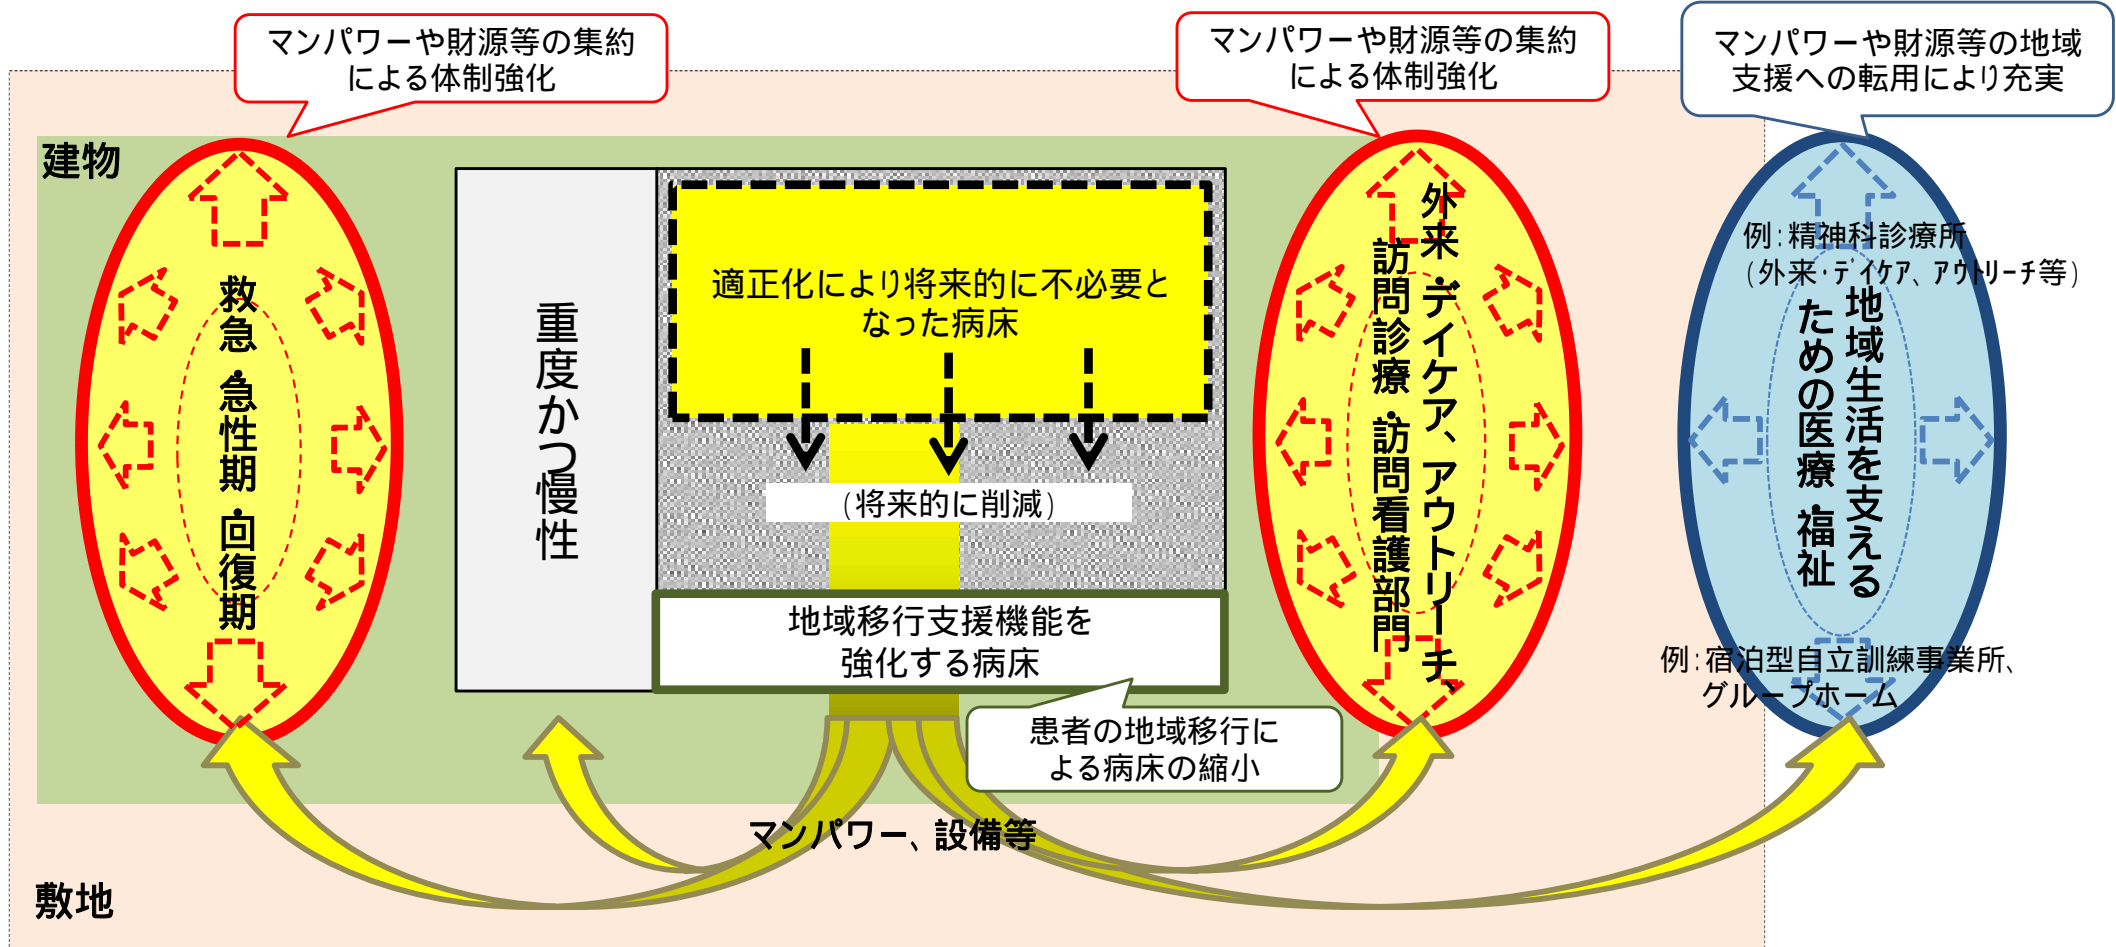 マンパワーや財源等の集約
による体制強化
マンパワーや財源等の集約
による体制強化
マンパワーや財源等の地域
支援への転用により充実
建物
救急・急性期・回復期
重度かつ慢性
適正化により将来的に不必要と
なった病床
(将来的に削減)
地域移行支援機能を
強化する病床
患者の地域移行に
よる病床の縮小
外来・デイケア、アウトリーチ、
訪問診療・訪問看護部門
例：精神科診療所
(外来・デイケア、アウトリーチ等)
地域生活を支える
ための医療・福祉
例：宿泊型自立訓練事業所、
グループホーム
マンパワー、設備等
敷地